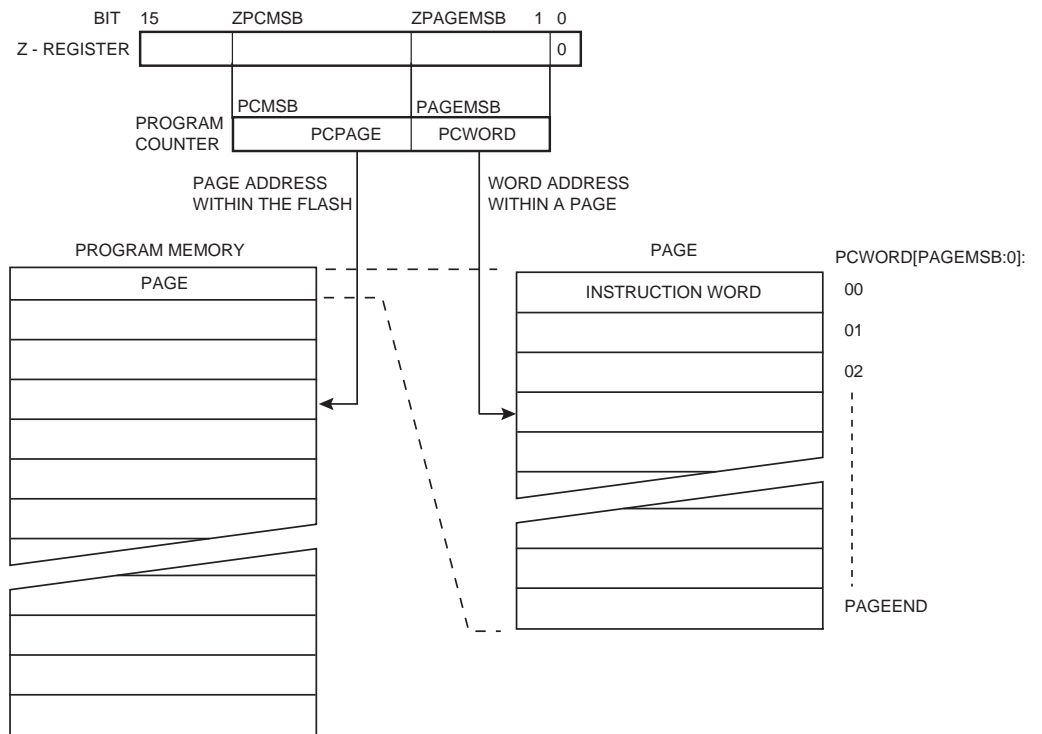 BIT 15 ZPCMSB ZPAGEMSB 1 0
Z - REGISTER 0
PCMSB PAGEMSB
PROGRAM
COUNTER
PCPAGE PCWORD
PAGE ADDRESS
WITHIN THE FLASH
WORD ADDRESS
WITHIN A PAGE
PROGRAM MEMORY
PAGE
PAGE
INSTRUCTION WORD
PCWORD[PAGEMSB:0]:
00
01
02
PAGEEND